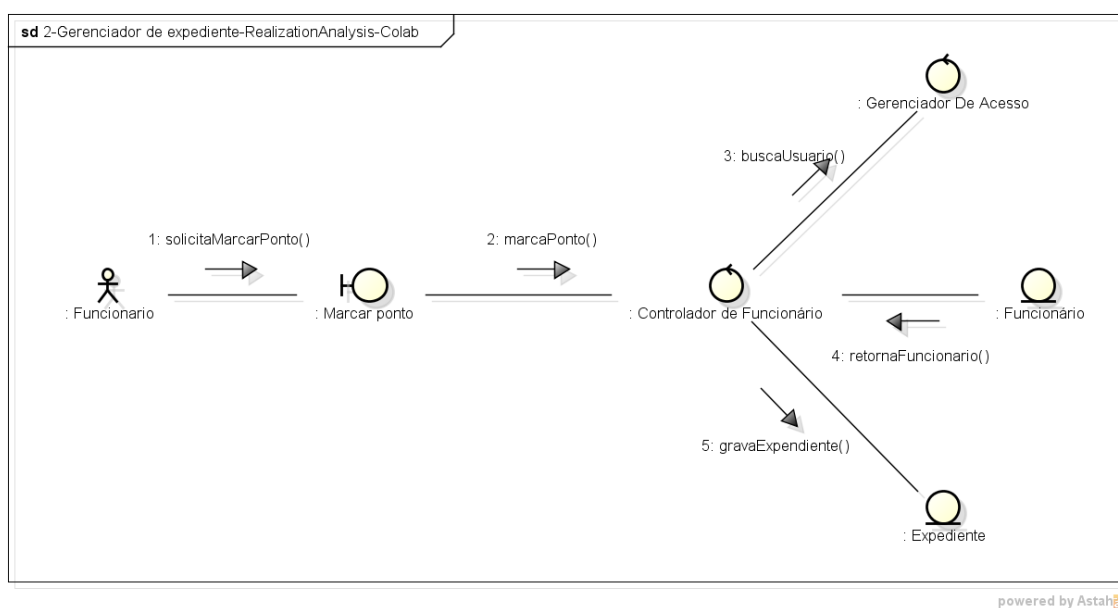 sd 2-Gerenciador de expediente-RealizationAnalysis-Colab
: Gerenciador De Acesso
3: buscaUsuario()
1: solicitaMarcarPonto()
2: marcaPonto()
: Funcionario
: Marcar ponto
: Controlador de Funcionário
: Funcionário
4: retornaFuncionario()
5: gravaExpendiente()
: Expediente
powered by Astah